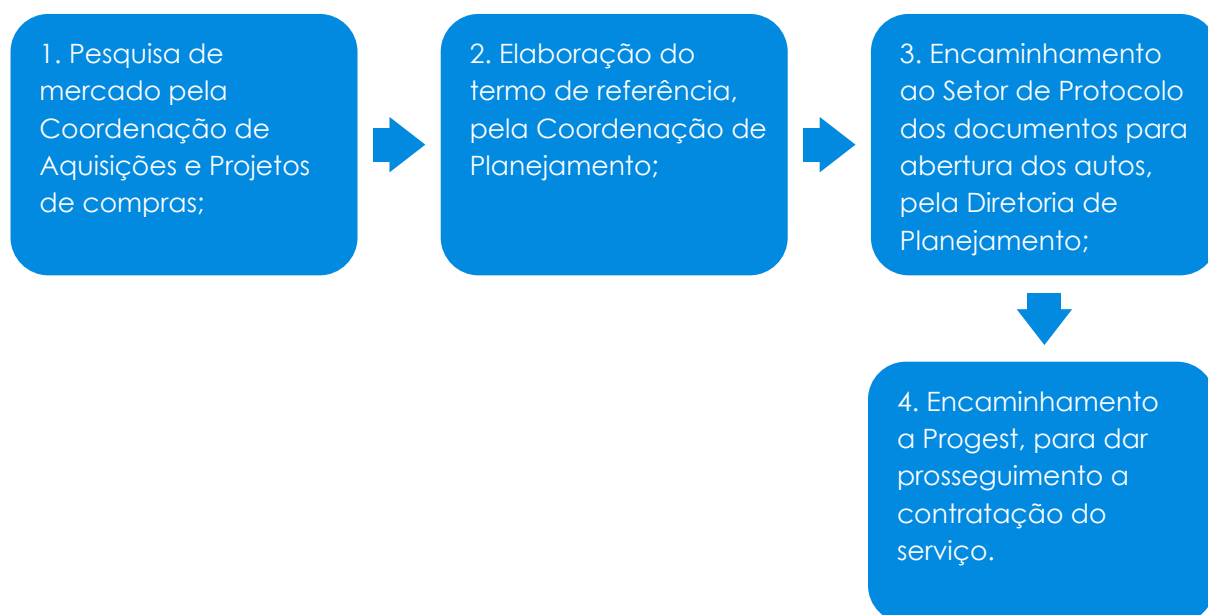 1. Pesquisa de
mercado pela
Coordenação de
Aquisições e Projetos
de compras;
2. Elaboração do
termo de referência,
pela Coordenação de
Planejamento;
3. Encaminhamento
ao Setor de Protocolo
dos documentos para
abertura dos autos,
pela Diretoria de
Planejamento;
4. Encaminhamento
a Progest, para dar
prosseguimento a
contratação do
serviço.